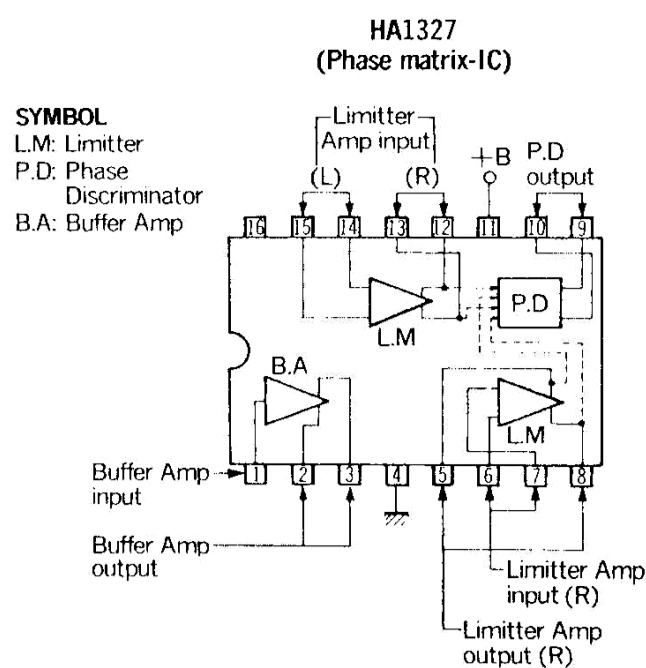 HA1327
(Phase matrix-IC)
SYMBOL
L.M: Limitter
P.D: Phase
Discriminator
B.A: Buffer Amp
Limitter
Amp input
(L)
(R)
+B
P.D
output
16
15
14
13
12
11
10
9
P.D
L.M
B.A
L.M
1
2
3
4
5
6
7
8
Buffer Amp
input
Buffer Amp
output
Limitter Amp
input (R)
Limitter Amp
output (R)